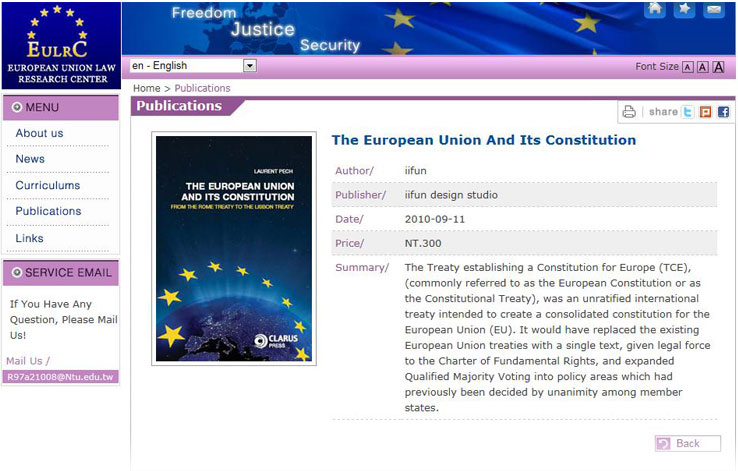 EULRC
EUROPEAN UNION LAW
RESEARCH CENTER
Freedom
Justice
Security
en - English
Font Size A A A
MENU
About us
News
Curriculums
Publications
Links
SERVICE EMAIL
If You Have Any
Question, Please Mail
Us!
Mail Us /
R97a21008@Ntu.edu.tw
Home > Publications
Publications
share
LAURENT PECH
THE EUROPEAN UNION
AND ITS CONSTITUTION
FROM THE ROME TREATY TO THE LISBON TREATY
CLARUS
PRESS
The European Union And Its Constitution
Author/ iifun
Publisher/ iifun design studio
Date/ 2010-09-11
Price/ NT.300
Summary/ The Treaty establishing a Constitution for Europe (TCE),
(commonly referred to as the European Constitution or as
the Constitutional Treaty), was an unratified international
treaty intended to create a consolidated constitution for the
European Union (EU). It would have replaced the existing
European Union treaties with a single text, given legal force
to the Charter of Fundamental Rights, and expanded
Qualified Majority Voting into policy areas which had
previously been decided by unanimity among member
states.
Back